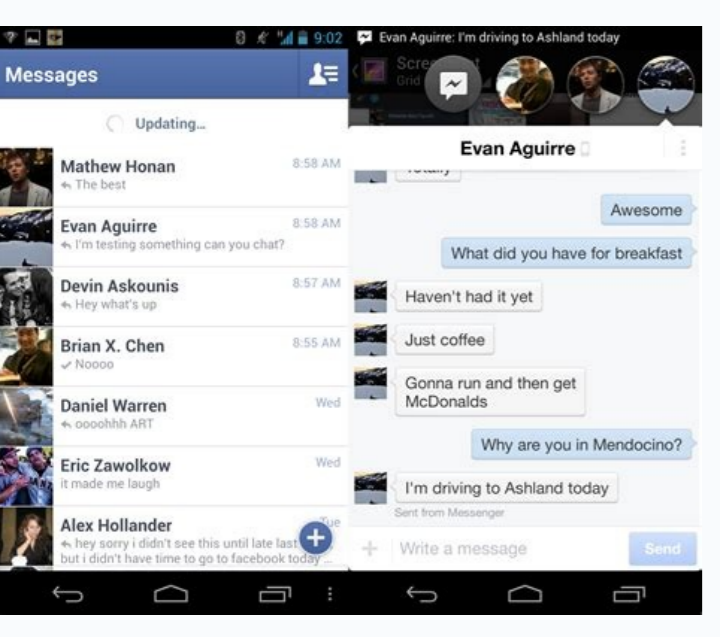 9:02
Messages
Updating...
Mathew Honan
8:58 AM
The best
Evan Aguirre
8:58 AM
I'm testing something can you chat?
Devin Askounis
8:57 AM
Hey what's up
Brian X. Chen
8:55 AM
Noooo
Daniel Warren
Wed
oooohhh ART
Eric Zawolkow
Wed
it made me laugh
Alex Hollander
Tue
hey sorry i didn't see this until late last
but i didn't have time to go to facebook today ...
Evan Aguirre: I'm driving to Ashland today
Grid
Evan Aguirre
Totally
Awesome
What did you have for breakfast
Haven't had it yet
Just coffee
Gonna run and then get
McDonalds
Why are you in Mendocino?
I'm driving to Ashland today
Sent from Messenger
Write a message
Send